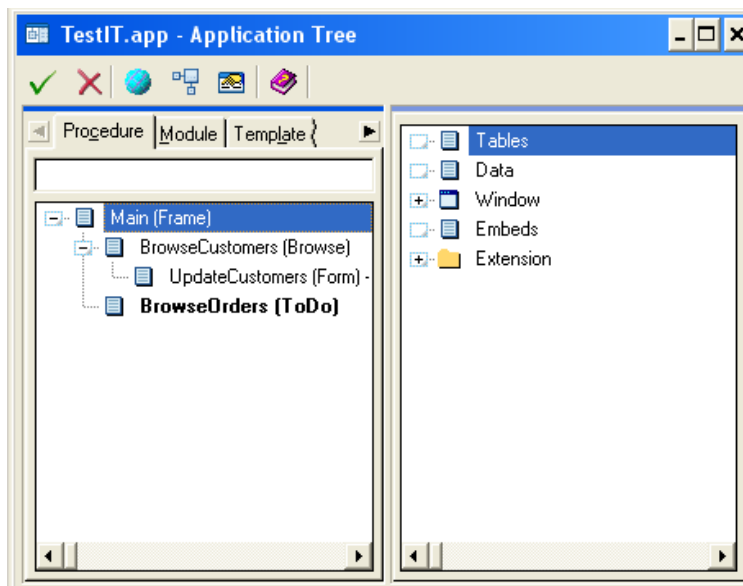 TestIT.app - Application Tree
Procedure Module Template
Main (Frame)
BrowseCustomers (Browse)
UpdateCustomers (Form) -
BrowseOrders (ToDo)
Tables
Data
Window
Embeds
Extension